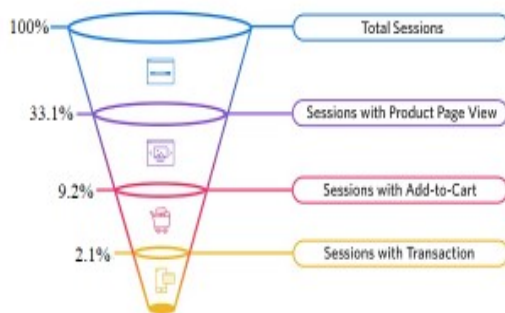 100% Total Sessions
33.1% Sessions with Product Page View
9.2% Sessions with Add-to-Cart
2.1% Sessions with Transaction